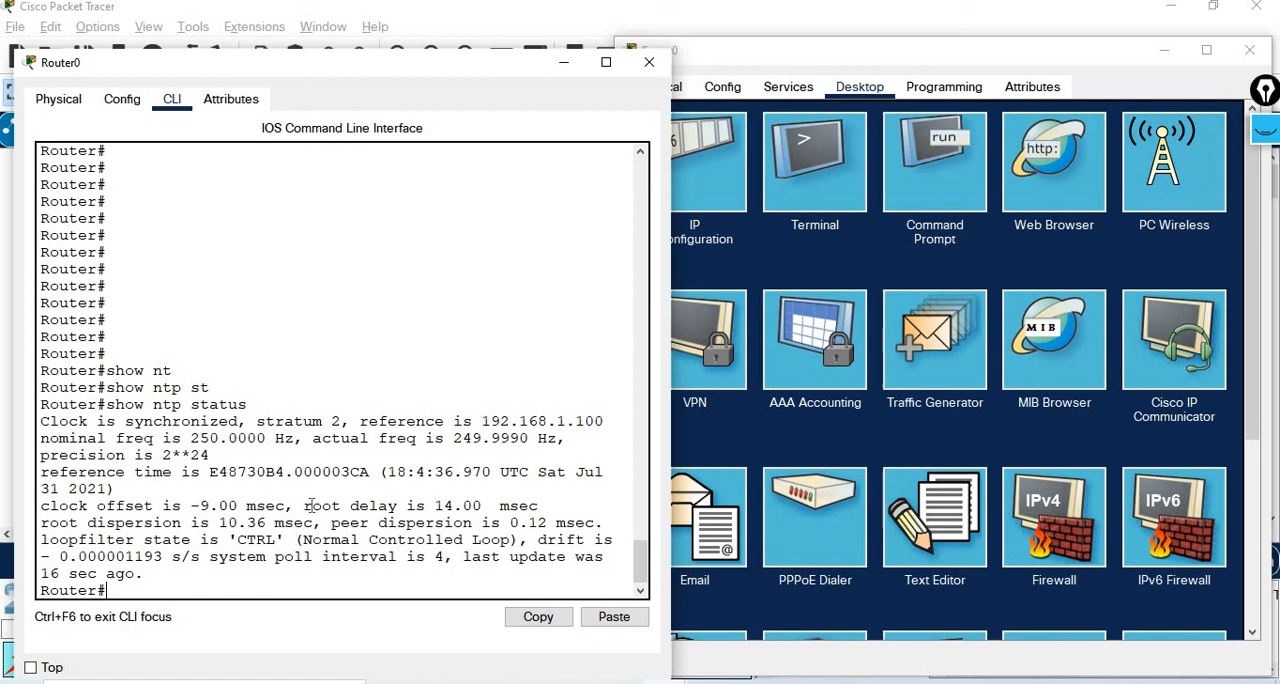 Cisco Packet Tracer
File Edit Options View Tools Extensions Window Help
Router0
Physical Config CLI Attributes
IOS Command Line Interface
Router#
Router#
Router#
Router#
Router#
Router#
Router#
Router#
Router#
Router#
Router#
Router#
Router#
Router#show nt
Router#show ntp st
Router#show ntp status
Clock is synchronized, stratum 2, reference is 192.168.1.100
nominal freq is 250.0000 Hz, actual freq is 249.9990 Hz,
precision is 2**24
reference time is E48730B4.000003CA (18:4:36.970 UTC Sat Jul
31 2021)
clock offset is -9.00 msec, root delay is 14.00 msec
root dispersion is 10.36 msec, peer dispersion is 0.12 msec.
loopfilter state is 'CTRL' (Normal Controlled Loop), drift is
- 0.000001193 s/s system poll interval is 4, last update was
16 sec ago.
Router#
Ctrl+F6 to exit CLI focus
Copy Paste
Top
Config Services Desktop Programming Attributes
run
http:
IP
nfiguration
Terminal
Command
Prompt
Web Browser
PC Wireless
MIB
VPN
AAA Accounting
Traffic Generator
MIB Browser
Cisco IP
Communicator
@
IPv4
IPv6
Email
PPPoE Dialer
Text Editor
Firewall
IPv6 Firewall